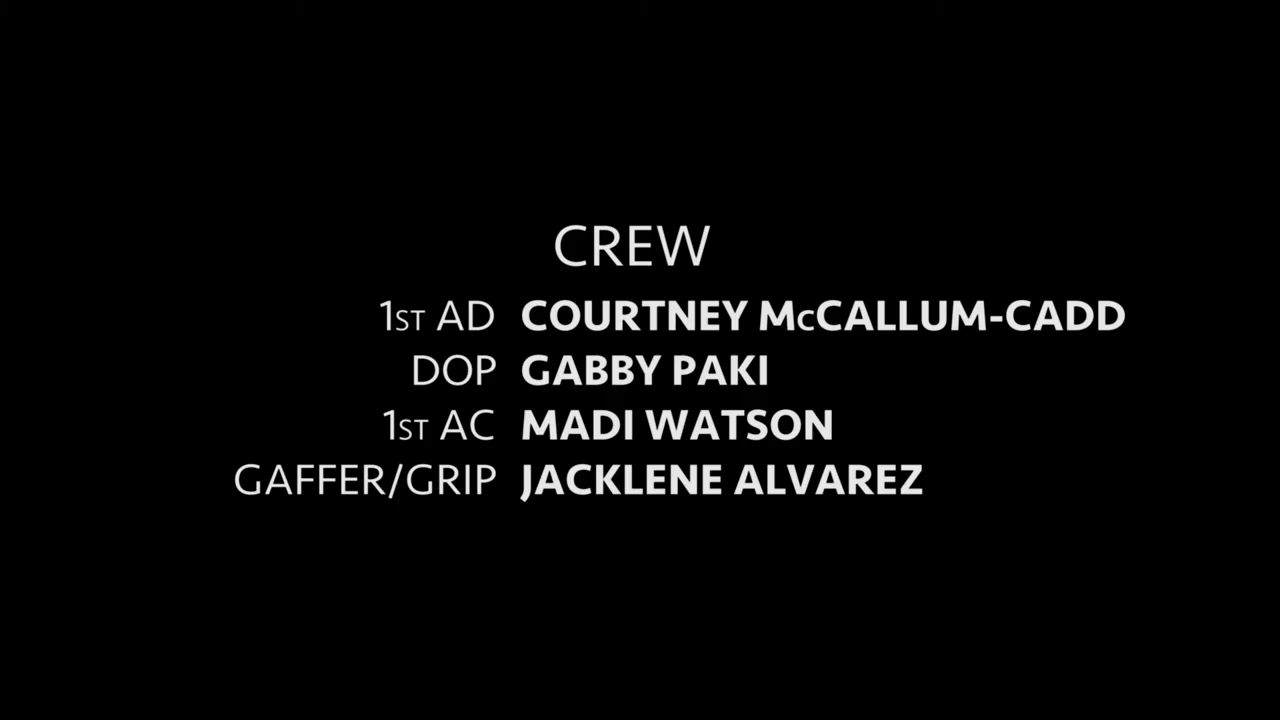 CREW
1ST AD COURTNEY McCALLUM-CADD
DOP GABBY PAKI
1ST AC MADI WATSON
GAFFER/GRIP JACKLENE ALVAREZ